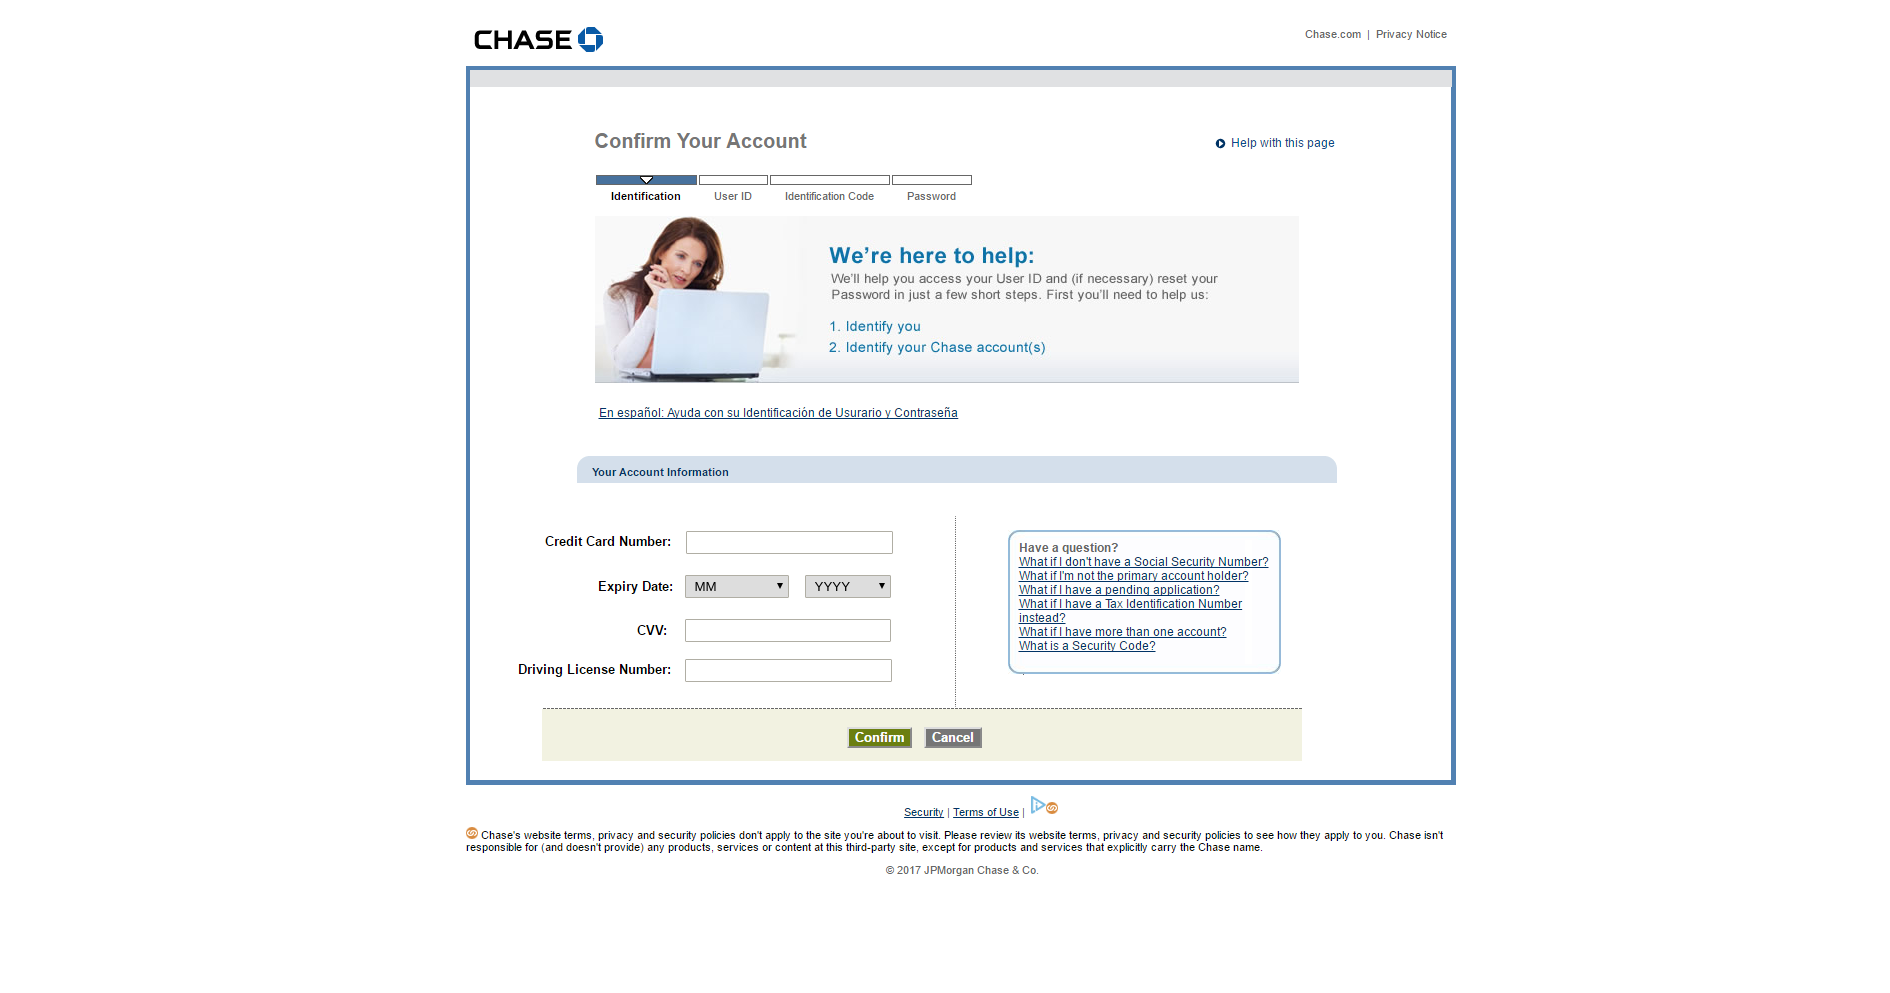 CHASE
Chase.com | Privacy Notice
Confirm Your Account
Help with this page
Identification User ID Identification Code Password
We're here to help:
We'll help you access your User ID and (if necessary) reset your
Password in just a few short steps. First you'll need to help us:
1. Identify you
2. Identify your Chase account(s)
En español: Ayuda con su Identificación de Usurario y Contraseña
Your Account Information
Credit Card Number:
Expiry Date: MM YYYY
CVV:
Driving License Number:
Have a question?
What if I don't have a Social Security Number?
What if I'm not the primary account holder?
What if I have a pending application?
What if I have a Tax Identification Number
instead?
What if I have more than one account?
What is a Security Code?
Confirm Cancel
Security | Terms of Use |
Chase's website terms, privacy and security policies don't apply to the site you're about to visit. Please review its website terms, privacy and security policies to see how they apply to you. Chase isn't
responsible for (and doesn't provide) any products, services or content at this third-party site, except for products and services that explicitly carry the Chase name.
© 2017 JPMorgan Chase & Co.